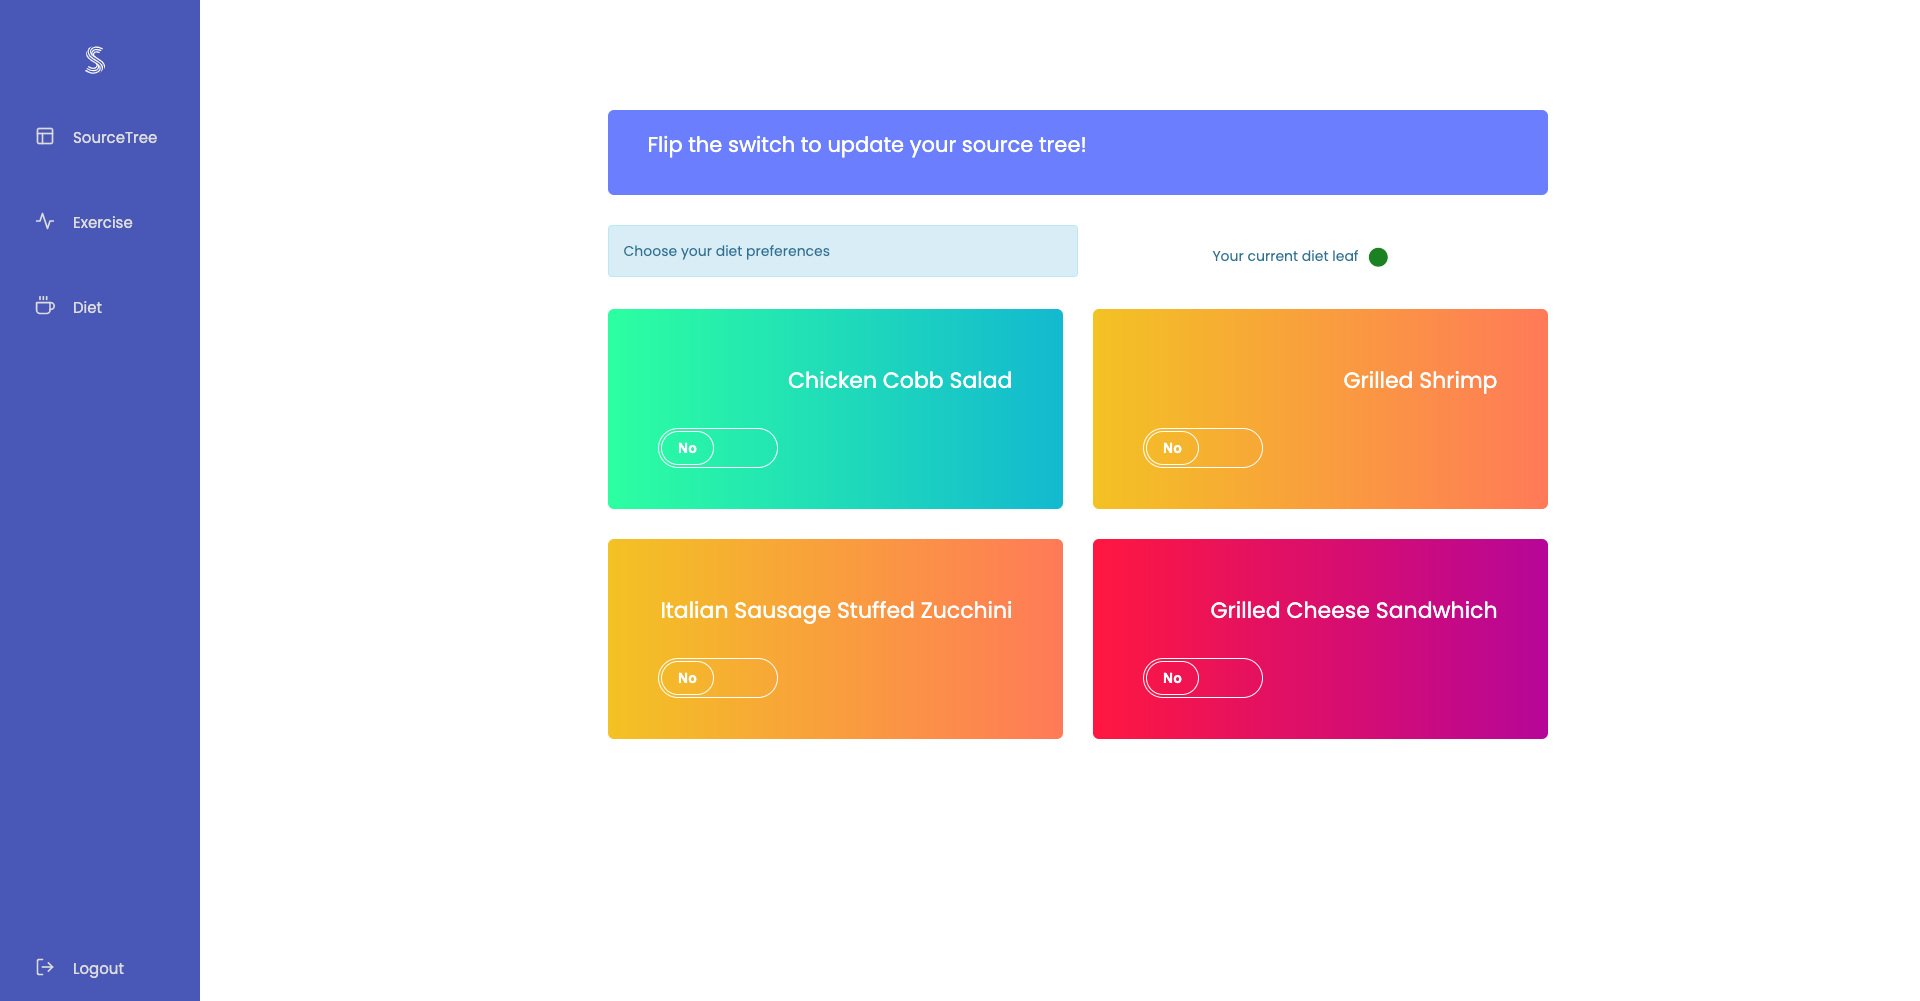 SourceTree
Exercise
Diet
Logout
Flip the switch to update your source tree!
Choose your diet preferences
Your current diet leaf
Chicken Cobb Salad
No
Grilled Shrimp
No
Italian Sausage Stuffed Zucchini
No
Grilled Cheese Sandwhich
No